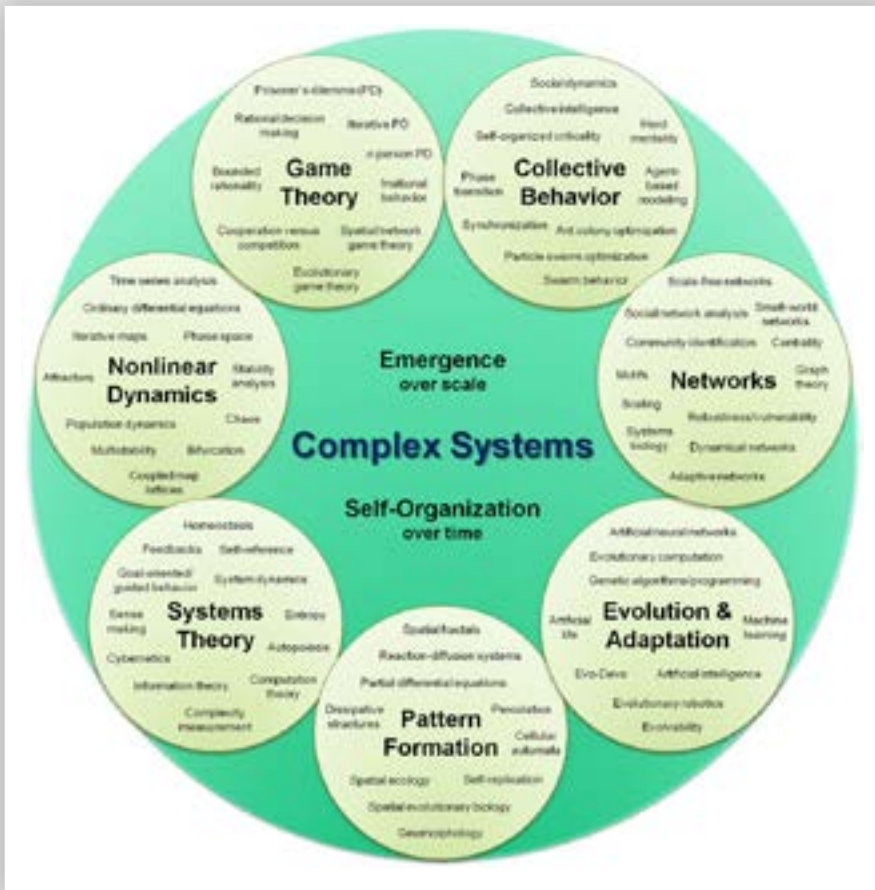 Prisoner's dilemma (PD)
Rational decision
making
Iterative PD
n-person PD
Bounded
rationality
Game
Theory
Irrational
behavior
Cooperation versus
competition
Spatial/network
game theory
Evolutionary
game theory
Social dynamics
Collective intelligence
Self-organized criticality
Herd
mentality
Phase
transition
Collective
Behavior
Agent-
based
modeling
Synchronization
Ant colony optimization
Particle swarm optimization
Swarm behavior
Time series analysis
Ordinary differential equations
Iterative maps
Phase space
Attractors
Nonlinear
Dynamics
Stability
analysis
Population dynamics
Chaos
Multistability
Bifurcation
Coupled map
lattices
Emergence
over scale
Complex Systems
Self-Organization
over time
Scale-free networks
Social network analysis
Small-world
networks
Community identification
Centrality
Motifs
Networks
Graph
theory
Scaling
Robustness/vulnerability
Systems
biology
Dynamical networks
Adaptive networks
Homeostasis
Feedbacks
Self-reference
Goal-oriented/
guided behavior
System dynamics
Sense
making
Systems
Theory
Entropy
Autopoiesis
Cybernetics
Information theory
Computation
theory
Complexity
measurement
Spatial fractals
Reaction-diffusion systems
Partial differential equations
Dissipative
structures
Pattern
Formation
Percolation
Cellular
automata
Spatial ecology
Self-replication
Spatial evolutionary biology
Geomorphology
Artificial neural networks
Evolutionary computation
Genetic algorithms/programming
Artificial
life
Evolution &
Adaptation
Machine
learning
Evo-Devo
Artificial intelligence
Evolutionary robotics
Evolvability